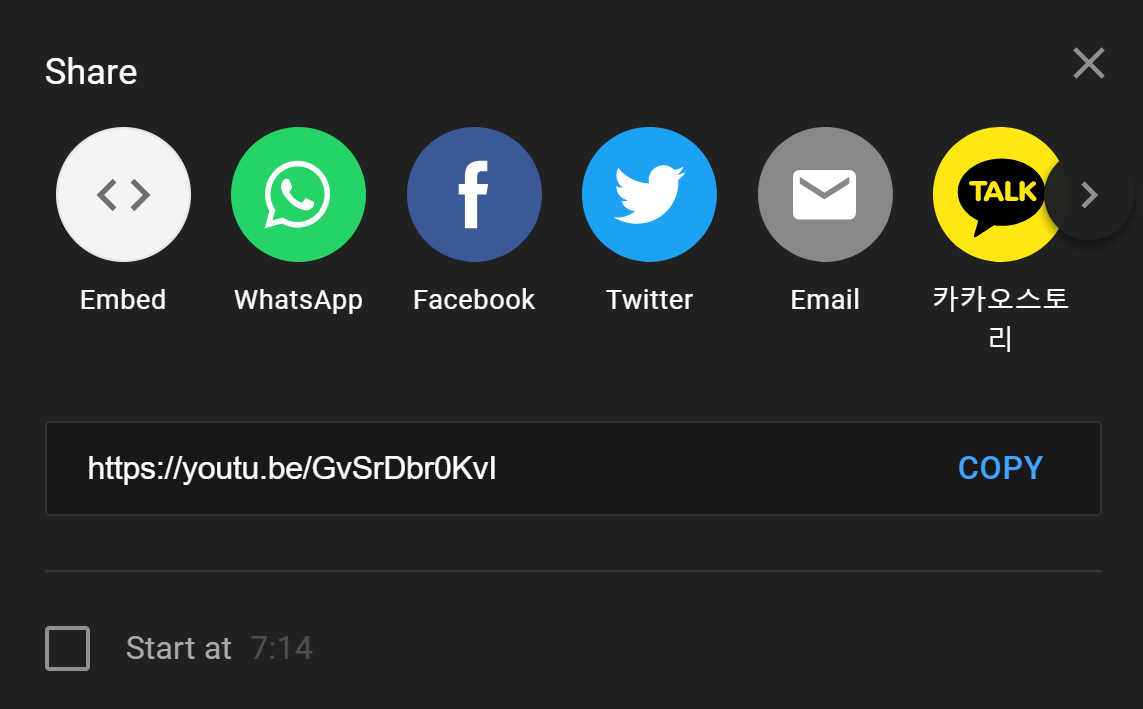 Share
Embed
WhatsApp
Facebook
Twitter
Email
TALK
카카오스토
리
https://youtu.be/GvSrDbr0KvI
COPY
Start at 7:14